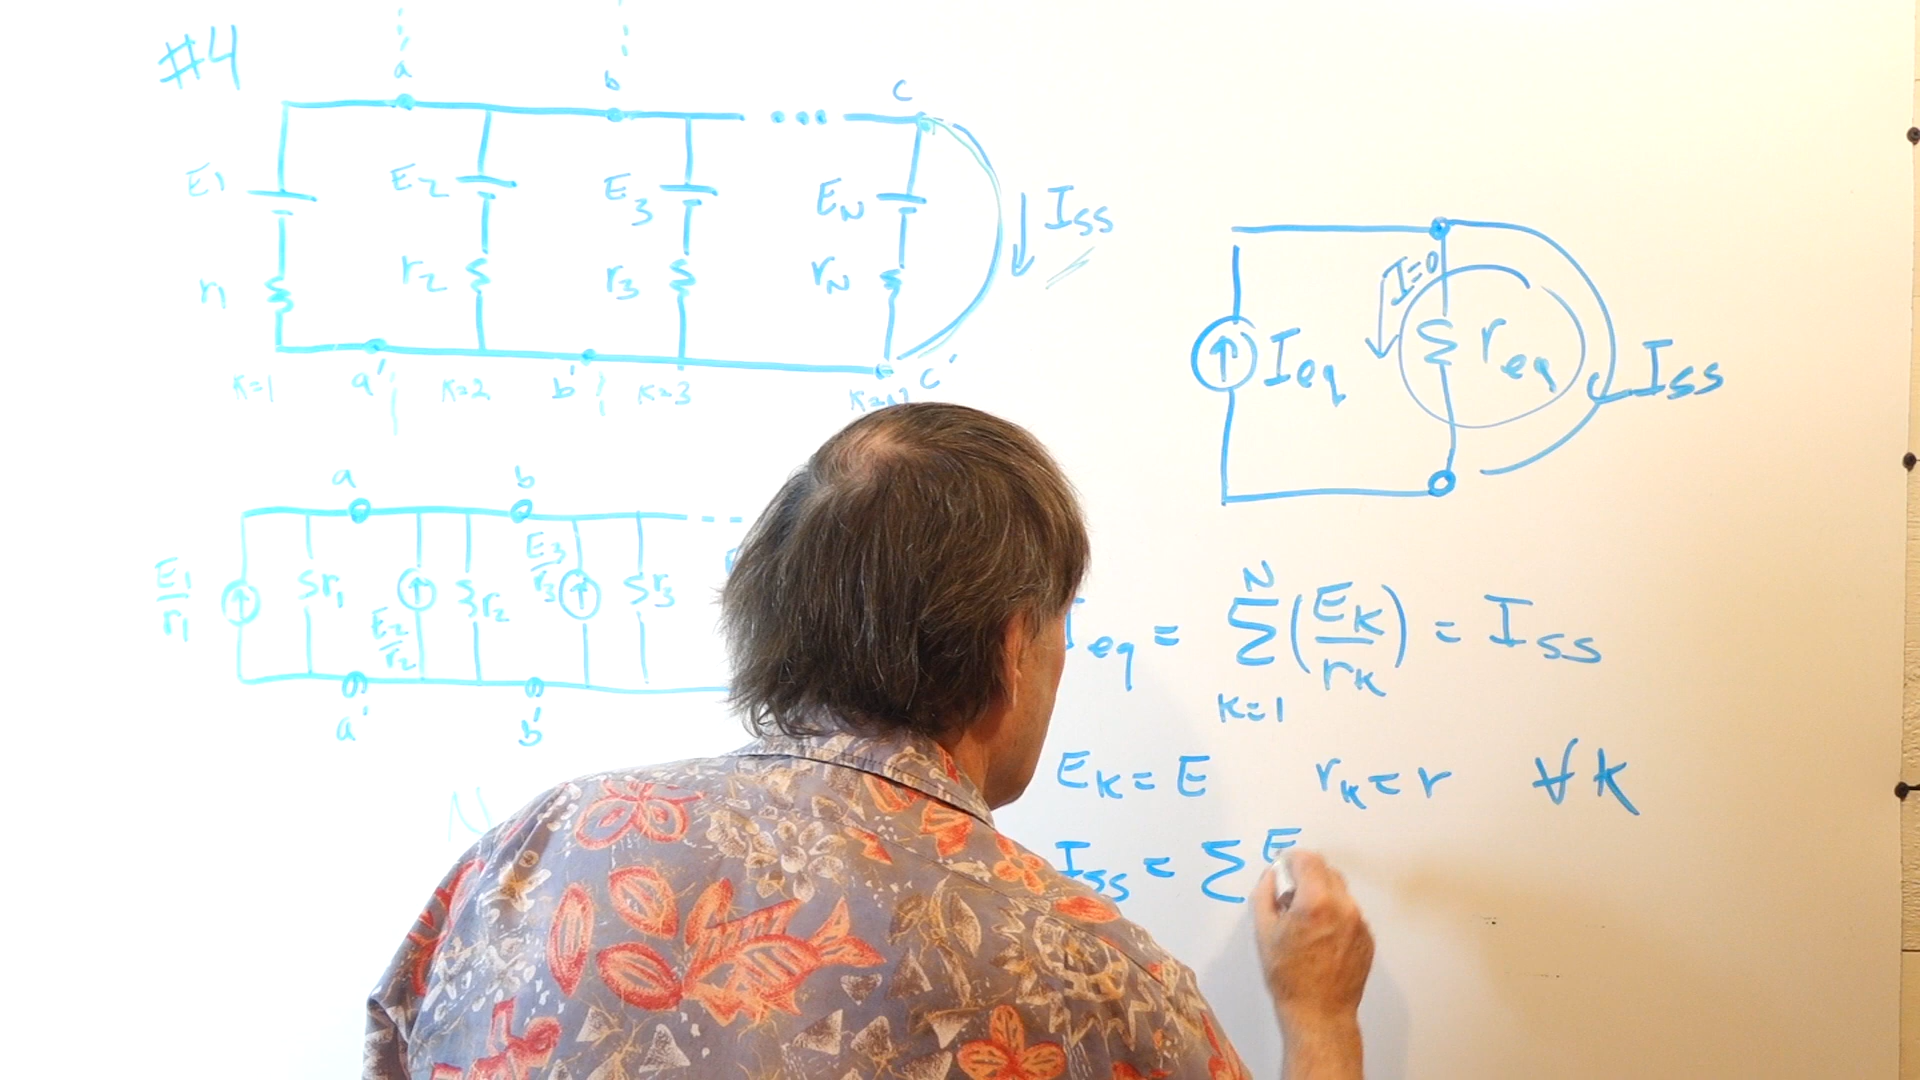 #4
a b c
E1 E2 E3 EN
ISS
r1 r2 r3 rN
k=1 a' k=2 b' k=3 c'
I=0
Ieq req ISS
a b
E1/r1 r1 E2/r2 r2 E3/r3 r3
a' b'
Ieq = N∑k=1 (EK/rK) = ISS
EK = E rk = r ∀k
ISS = ∑ E
N